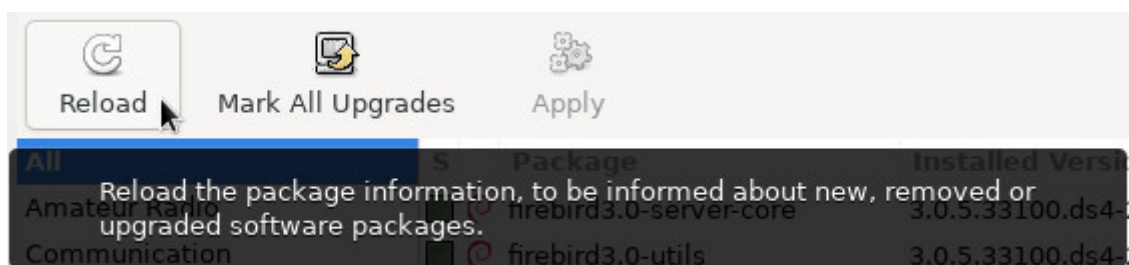 Reload Mark All Upgrades Apply
All S Package Installed Versi
Reload the package information, to be informed about new, removed or
upgraded software packages.
Amateur Radio firebird3.0-server-core 3.0.5.33100.ds4-2
Communication firebird3.0-utils 3.0.5.33100.ds4-2